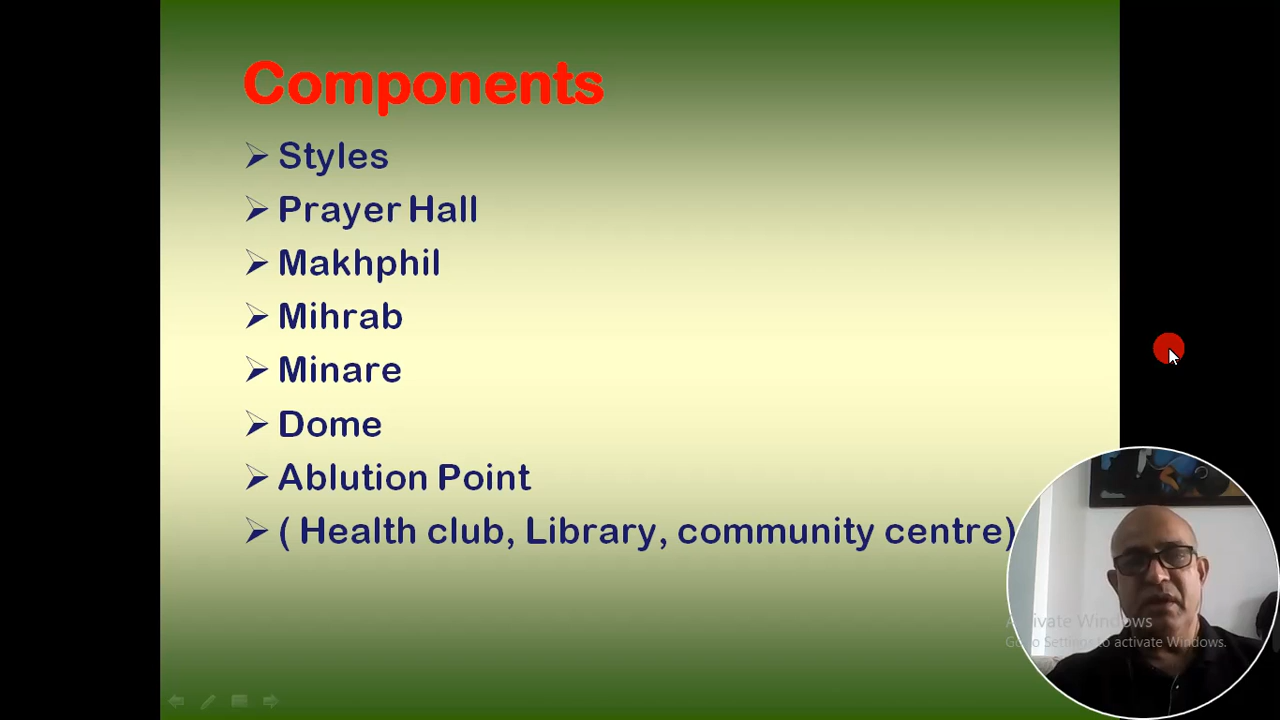 Components
Styles
Prayer Hall
Makhphil
Mihrab
Minare
Dome
Ablution Point
( Health club, Library, community centre)
Activate Windows
Go to Settings to activate Windows.